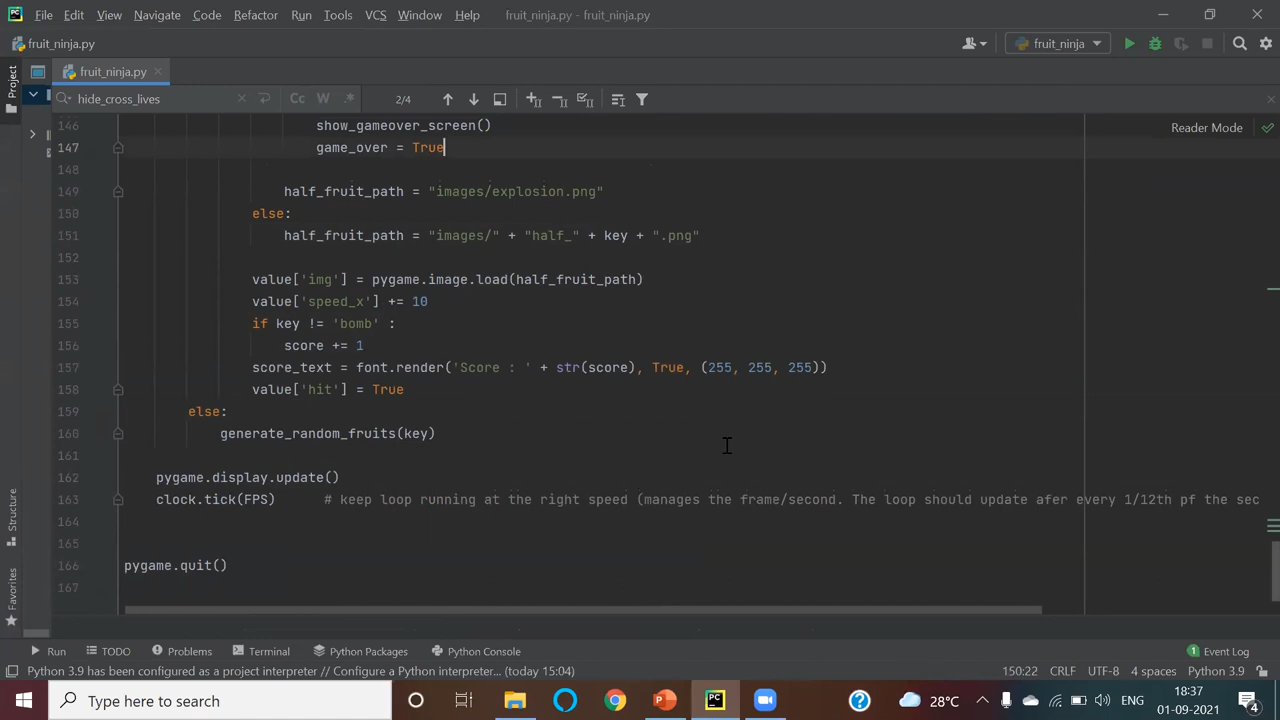 File Edit View Navigate Code Refactor Run Tools VCS Window Help fruit_ninja.py - fruit_ninja.py
fruit_ninja.py fruit_ninja
Project fruit_ninja.py
hide_cross_lives Cc W .* 2/4
Reader Mode
146 show_gameover_screen()
147 game_over = True
148
149 half_fruit_path = "images/explosion.png"
150 else:
151 half_fruit_path = "images/" + "half_" + key + ".png"
152
153 value['img'] = pygame.image.load(half_fruit_path)
154 value['speed_x'] += 10
155 if key != 'bomb' :
156 score += 1
157 score_text = font.render('Score : ' + str(score), True, (255, 255, 255))
158 value['hit'] = True
159 else:
160 generate_random_fruits(key)
161
162 pygame.display.update()
163 clock.tick(FPS) # keep loop running at the right speed (manages the frame/second. The loop should update afer every 1/12th pf the sec
164
165
166 pygame.quit()
167
Structure
Favorites
Run TODO Problems Terminal Python Packages Python Console 1 Event Log
Python 3.9 has been configured as a project interpreter // Configure a Python interpreter... (today 15:04) 150:22 CRLF UTF-8 4 spaces Python 3.9
Type here to search 28°C ENG 18:37
01-09-2021 4